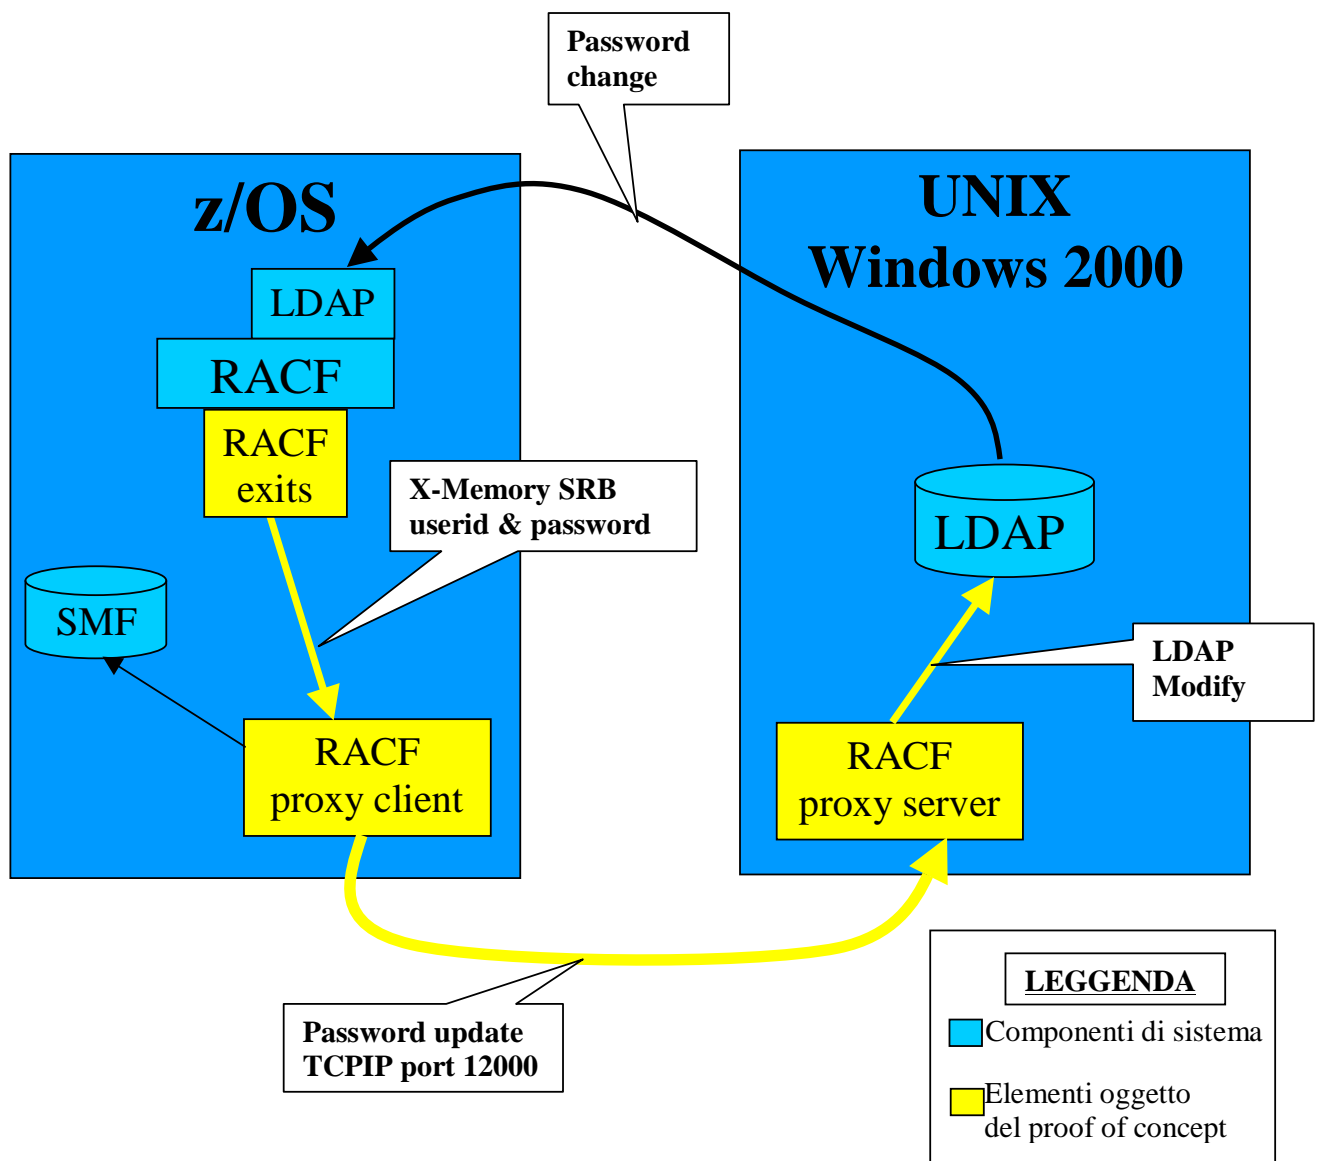 Password
change
z/OS
UNIX
Windows 2000
LDAP
RACF
RACF
exits
X-Memory SRB
userid & password
LDAP
SMF
LDAP
Modify
RACF
proxy client
RACF
proxy server
Password update
TCPIP port 12000
LEGGENDA
Componenti di sistema
Elementi oggetto
del proof of concept